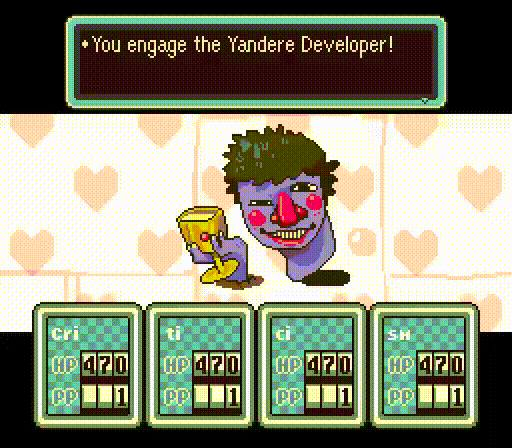 •You engage the Yandere Developer!
Cri ti ci sм
HP 470 HP 470 HP 470 HP 470
PP 1 PP 1 PP 1 PP 1